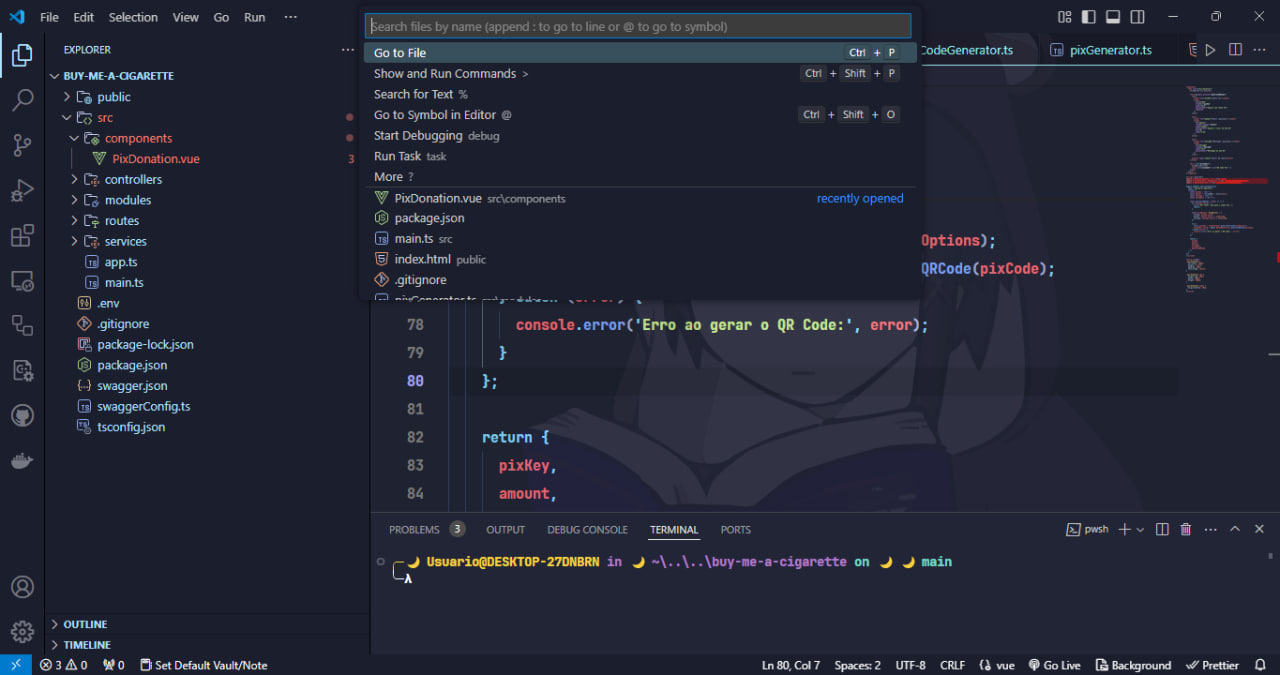 File Edit Selection View Go Run ···
Search files by name (append : to go to line or @ to go to symbol)
Go to File Ctrl + P
Show and Run Commands > Ctrl + Shift + P
Search for Text %
Go to Symbol in Editor @ Ctrl + Shift + O
Start Debugging debug
Run Task task
More ?
PixDonation.vue src\components recently opened
package.json
main.ts src
index.html public
.gitignore
EXPLORER ···
BUY-ME-A-CIGARETTE
public
src
components
PixDonation.vue 3
controllers
modules
routes
services
TS app.ts
TS main.ts
.env
.gitignore
package-lock.json
package.json
swagger.json
TS swaggerConfig.ts
tsconfig.json
OUTLINE
TIMELINE
CodeGenerator.ts TS pixGenerator.ts
Options);
QRCode(pixCode);
78 console.error('Erro ao gerar o QR Code:', error);
79 }
80 };
81
82 return {
83 pixKey,
84 amount,
PROBLEMS 3 OUTPUT DEBUG CONSOLE TERMINAL PORTS pwsh
Usuario@DESKTOP-27DNBRN in ~\..\..\buy-me-a-cigarette on main
λ
3 0 0 Set Default Vault/Note Ln 80, Col 7 Spaces: 2 UTF-8 CRLF vue Go Live Background Prettier